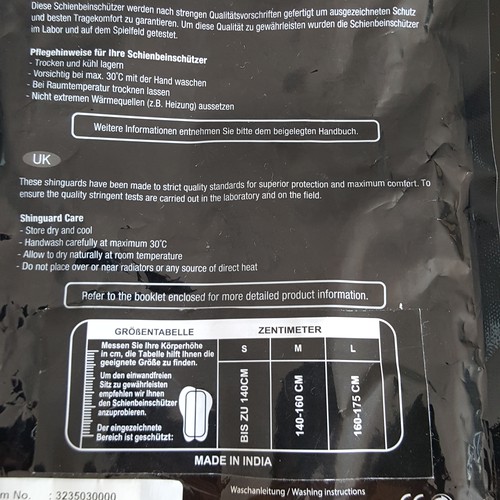 Diese Schienbeinschützer werden nach strengen Qualitätsvorschriften gefertigt um ausgezeichneten Schutz
und besten Tragekomfort zu garantieren. Um diese Qualität zu gewährleisten wurden die Schienbeinschützer
im Labor und auf dem Spielfeld getestet.
Pflegehinweise für Ihre Schienbeinschützer
- Trocken und kühl lagern
- Vorsichtig bei max. 30°C mit der Hand waschen
- Bei Raumtemperatur trocknen lassen
- Nicht extremen Wärmequellen (z.B. Heizung) aussetzen
Weitere Informationen entnehmen Sie bitte dem beigelegten Handbuch.
UK
These shinguards have been made to strict quality standards for superior protection and maximum comfort. To
ensure the quality stringent tests are carried out in the laboratory and on the field.
Shinguard Care
- Store dry and cool
- Handwash carefully at maximum 30°C
- Allow to dry naturally at room temperature
- Do not place over or near radiators or any source of direct heat
Refer to the booklet enclosed for more detailed product information.
GRÖßENTABELLE
Messen Sie Ihre Körperhöhe
in cm, die Tabelle hilft Ihnen die
geeignete Größe zu finden.
Um den einwandfreien
Sitz zu gewährleisten
empfehlen wir Ihnen
den Schienbeinschützer
anzuprobieren.
Der eingezeichnete
Bereich ist geschützt:
ZENTIMETER
S M L
BIS ZU 140CM
140-160 CM
160-175 CM
MADE IN INDIA
m No. : 3235030000
Waschanleitung / Washing instructions
CE